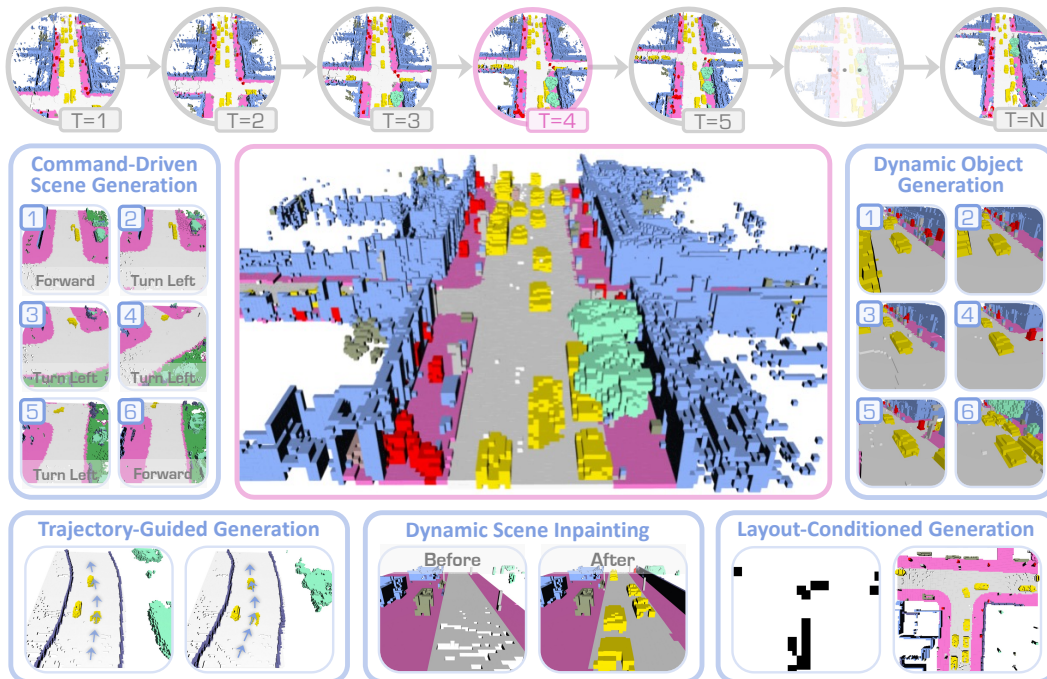 T=1
T=2
T=3
T=4
T=5
T=N
Command-Driven
Scene Generation
1
2
Forward
Turn Left
3
4
Turn Left
Turn Left
5
6
Turn Left
Forward
Dynamic Object
Generation
1
2
3
4
5
6
Trajectory-Guided Generation
Dynamic Scene Inpainting
Before
After
Layout-Conditioned Generation